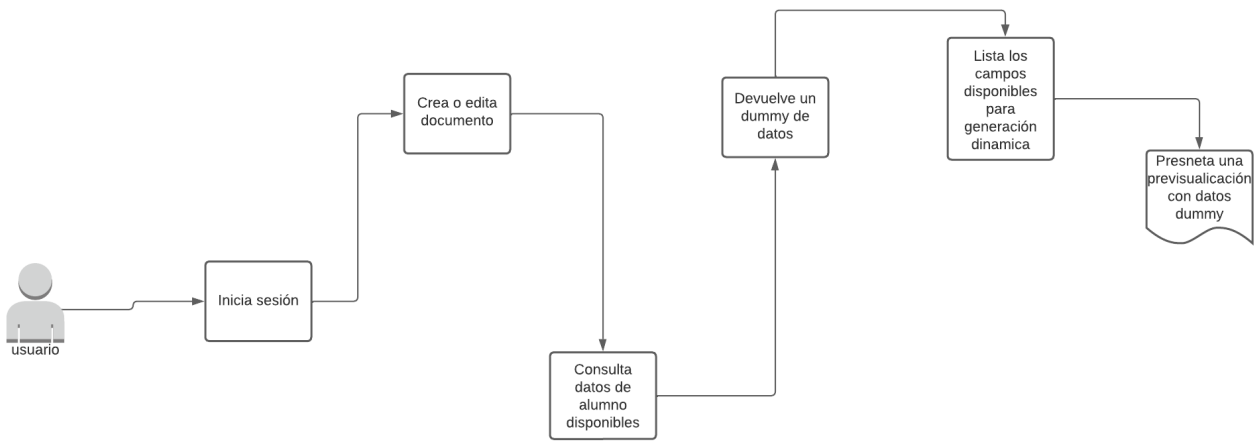 usuario
Inicia sesión
Crea o edita
documento
Consulta
datos de
alumno
disponibles
Devuelve un
dummy de
datos
Lista los
campos
disponibles
para
generación
dinamica
Presneta una
previsualicación
con datos
dummy